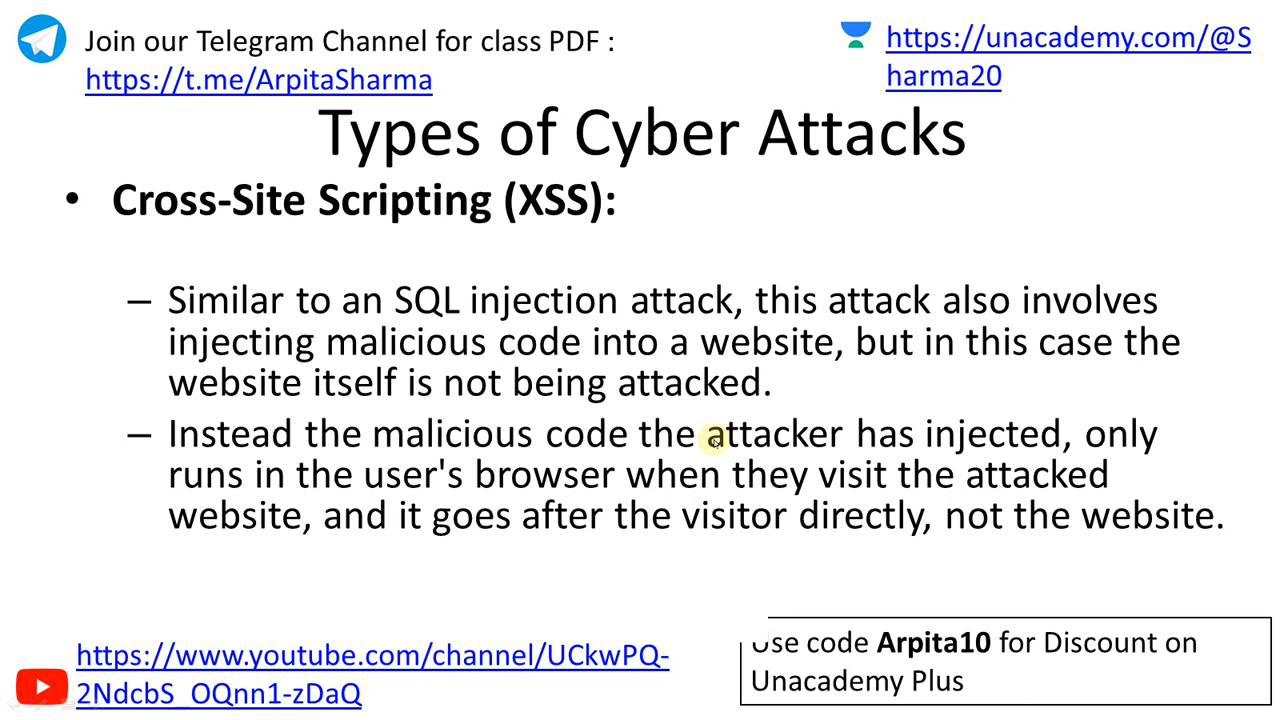 Join our Telegram Channel for class PDF :
https://t.me/ArpitaSharma
https://unacademy.com/@S
harma20
Types of Cyber Attacks
• Cross-Site Scripting (XSS):
– Similar to an SQL injection attack, this attack also involves
injecting malicious code into a website, but in this case the
website itself is not being attacked.
– Instead the malicious code the attacker has injected, only
runs in the user's browser when they visit the attacked
website, and it goes after the visitor directly, not the website.
https://www.youtube.com/channel/UCkwPQ-
2NdcbS_OQnn1-zDaQ
Use code Arpita10 for Discount on
Unacademy Plus